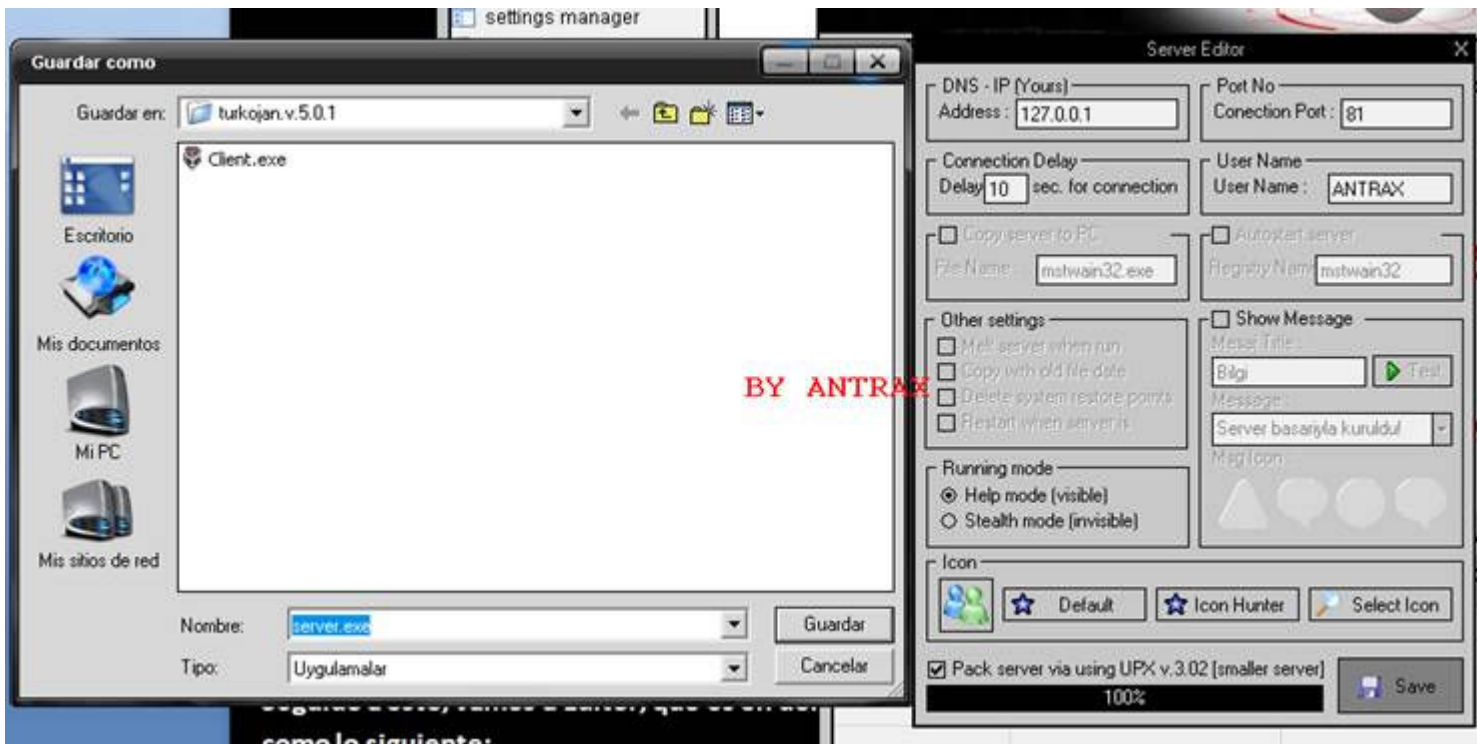 settings manager
Guardar como
Guardar en:
turkojan.v.5.0.1
Client.exe
Escritorio
Mis documentos
Mi PC
Mis sitios de red
Nombre:
server.exe
Guardar
Tipo:
Uygulamalar
Cancelar
BY ANTRAX
Server Editor
DNS - IP (Yours)
Address :
127.0.0.1
Port No
Conection Port :
81
Connection Delay
Delay 10 sec. for connection
User Name
User Name :
ANTRAX
Copy server to PC
File Name :
mstwain32.exe
Autostart server
Registry Name
mstwain32
Other settings
Melt server when run
Copy with old file date
Delete system restore points
Restart when server is
Show Message
Mesaj Title :
Bilgi
Test
Message :
Server basariyla kuruldu!
Msg Icon
Running mode
Help mode (visible)
Stealth mode (invisible)
Icon
Default
Icon Hunter
Select Icon
Pack server via using UPX v.3.02 [smaller server]
100%
Save
como lo siguiente: